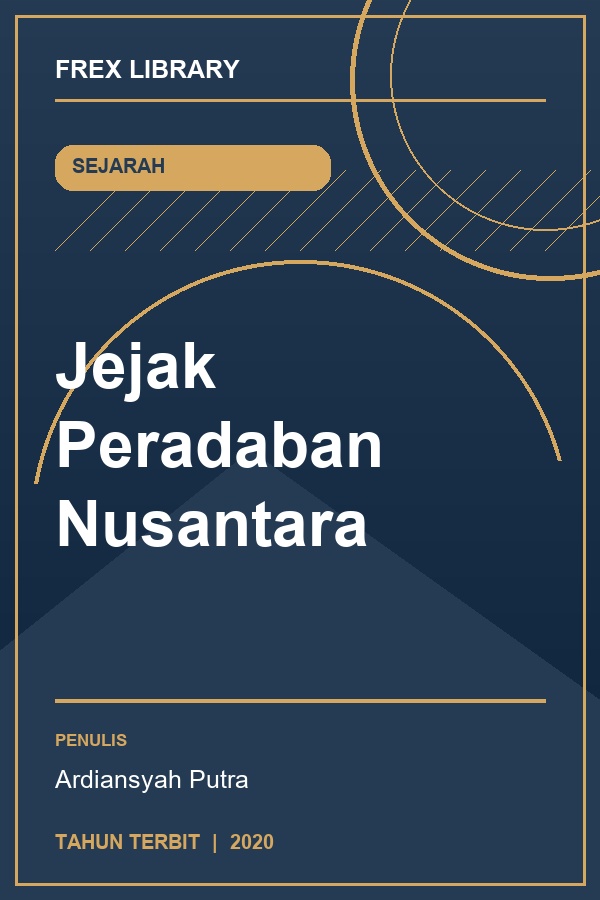 FREX LIBRARY
SEJARAH
Jejak
Peradaban
Nusantara
PENULIS
Ardiansyah Putra
TAHUN TERBIT | 2020